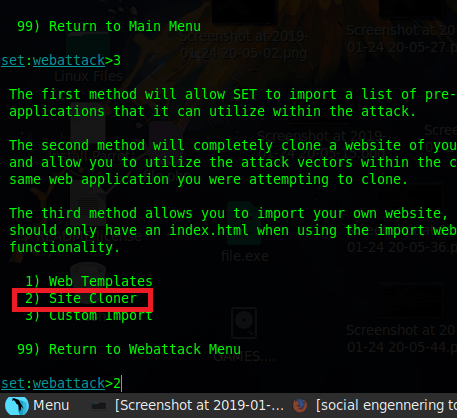 99) Return to Main Menu
set:webattack>3
The first method will allow SET to import a list of pre-
applications that it can utilize within the attack.
The second method will completely clone a website of you
and allow you to utilize the attack vectors within the c
same web application you were attempting to clone.
The third method allows you to import your own website,
should only have an index.html when using the import web
functionality.
1) Web Templates
2) Site Cloner
3) Custom Import
99) Return to Webattack Menu
set:webattack>2
Screenshot at 2019-
01-24 20-05-02.png
Screenshot at 20
01-24 20-05-27.p
Linux Files
Screenshot at 2019-
file.exe
Screenshot at 20
01-24 20-05-36 p
GAMES....
Screenshot at 20
01-24 20-05-44.p
Menu
[Screenshot at 2019-01-...
[social engennering to